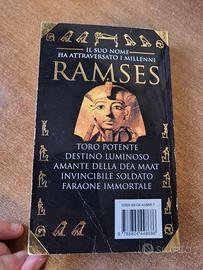 IL SUO NOME
HA ATTRAVERSATO I MILLENNI
RAMSES
TORO POTENTE
DESTINO LUMINOSO
AMANTE DELLA DEA MAAT
INVINCIBILE SOLDATO
FARAONE IMMORTALE